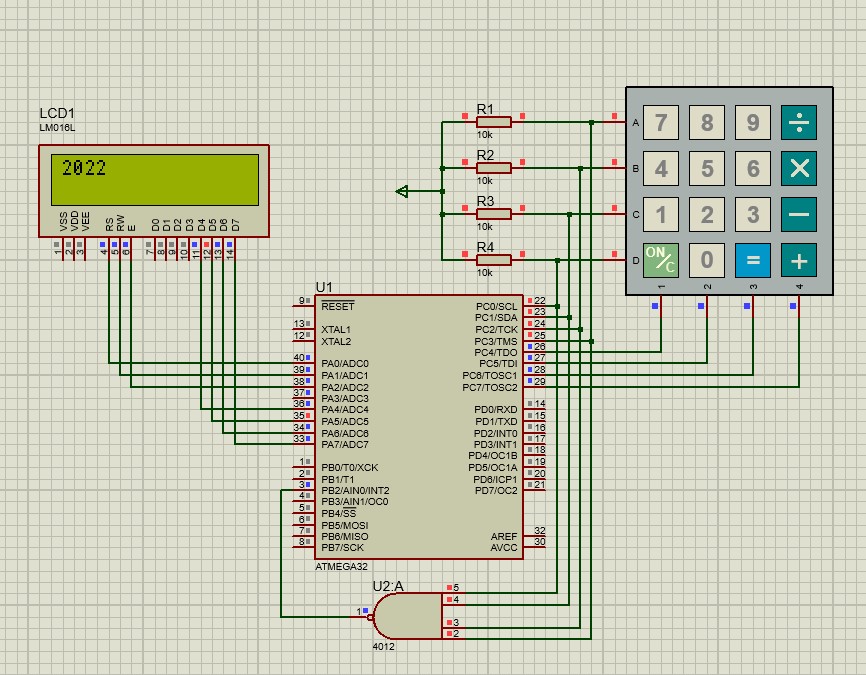 LCD1
LM016L
2022
VSS VDD VEE RS RW E D0 D1 D2 D3 D4 D5 D6 D7
1 2 3 4 5 6 7 8 9 10 11 12 13 14
R1
10k
R2
10k
R3
10k
R4
10k
A 7 8 9 ÷
B 4 5 6 ×
C 1 2 3 −
D ON/C 0 = +
1 2 3 4
U1
9 RESET PC0/SCL 22
PC1/SDA 23
13 XTAL1 PC2/TCK 24
12 XTAL2 PC3/TMS 25
PC4/TDO 26
40 PA0/ADC0 PC5/TDI 27
39 PA1/ADC1 PC6/TOSC1 28
38 PA2/ADC2 PC7/TOSC2 29
37 PA3/ADC3
36 PA4/ADC4 PD0/RXD 14
35 PA5/ADC5 PD1/TXD 15
34 PA6/ADC6 PD2/INT0 16
33 PA7/ADC7 PD3/INT1 17
PD4/OC1B 18
1 PB0/T0/XCK PD5/OC1A 19
2 PB1/T1 PD6/ICP1 20
3 PB2/AIN0/INT2 PD7/OC2 21
4 PB3/AIN1/OC0
5 PB4/SS
6 PB5/MOSI
7 PB6/MISO AREF 32
8 PB7/SCK AVCC 30
ATMEGA32
U2:A
5
4
1
3
2
4012